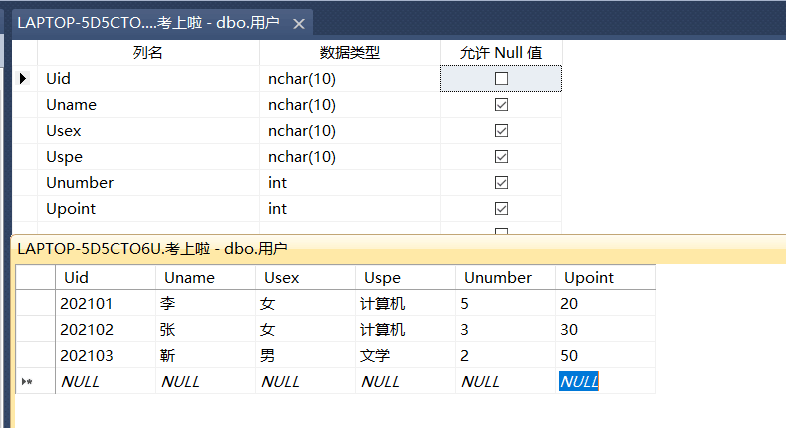 LAPTOP-5D5CTO....考上啦 - dbo.用户
列名 数据类型 允许 Null 值
Uid nchar(10)
Uname nchar(10)
Usex nchar(10)
Uspe nchar(10)
Unumber int
Upoint int
LAPTOP-5D5CTO6U.考上啦 - dbo.用户
Uid Uname Usex Uspe Unumber Upoint
202101 李 女 计算机 5 20
202102 张 女 计算机 3 30
202103 靳 男 文学 2 50
NULL NULL NULL NULL NULL NULL